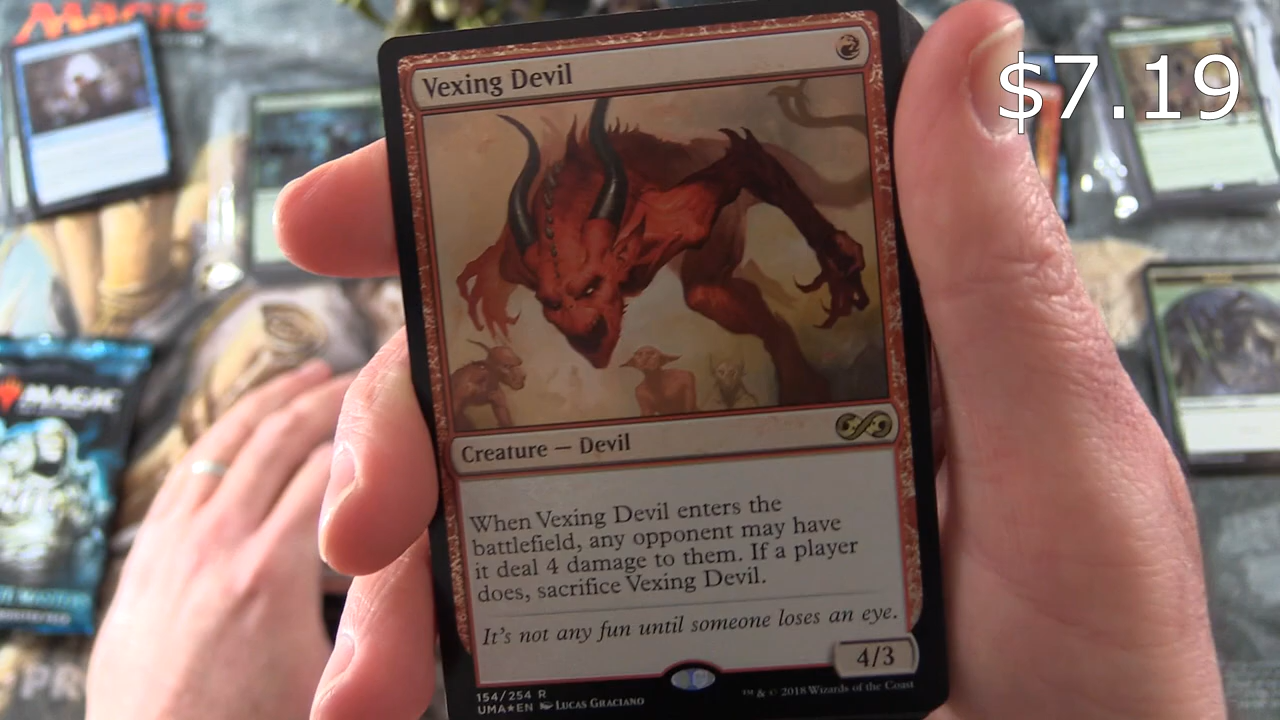 MAGIC
$7.19
Vexing Devil
Creature — Devil
When Vexing Devil enters the
battlefield, any opponent may have
it deal 4 damage to them. If a player
does, sacrifice Vexing Devil.
It's not any fun until someone loses an eye.
4/3
154/254 R
UMA★EN LUCAS GRACIANO
™ & © 2018 Wizards of the Coast
MAGIC